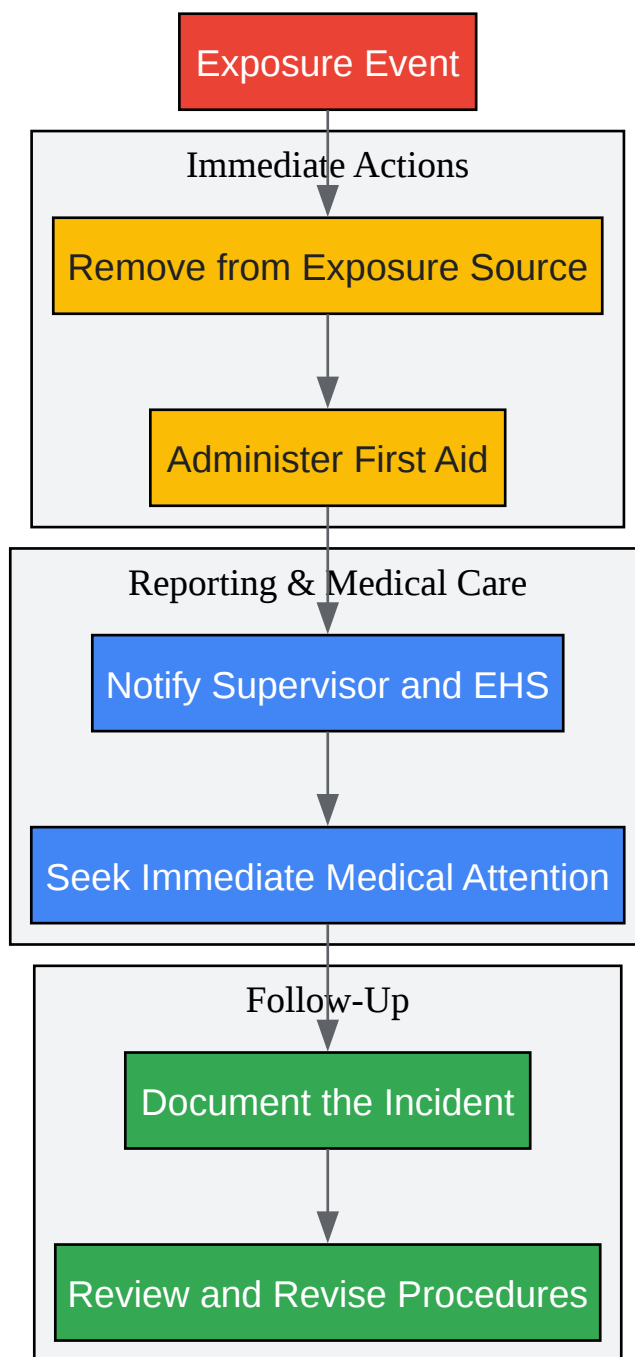 Exposure Event
Immediate Actions
Remove from Exposure Source
Administer First Aid
Reporting & Medical Care
Notify Supervisor and EHS
Seek Immediate Medical Attention
Follow-Up
Document the Incident
Review and Revise Procedures